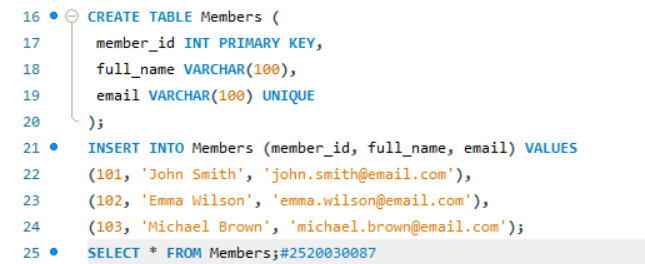 16 CREATE TABLE Members (
17 member_id INT PRIMARY KEY,
18 full_name VARCHAR(100),
19 email VARCHAR(100) UNIQUE
20 );
21 INSERT INTO Members (member_id, full_name, email) VALUES
22 (101, 'John Smith', 'john.smith@email.com'),
23 (102, 'Emma Wilson', 'emma.wilson@email.com'),
24 (103, 'Michael Brown', 'michael.brown@email.com');
25 SELECT * FROM Members;#2520030087